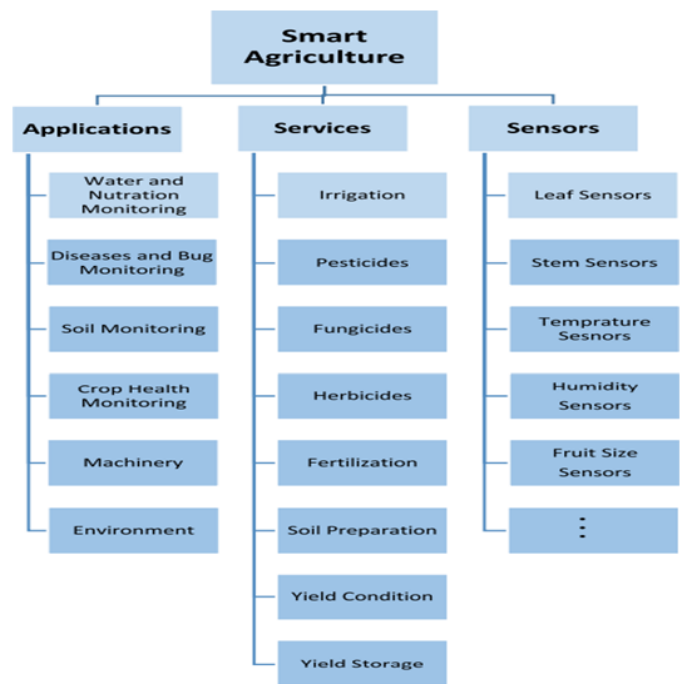 Smart
Agriculture
Applications
Water and
Nutration
Monitoring
Diseases and Bug
Monitoring
Soil Monitoring
Crop Health
Monitoring
Machinery
Environment
Services
Irrigation
Pesticides
Fungicides
Herbicides
Fertilization
Soil Preparation
Yield Condition
Yield Storage
Sensors
Leaf Sensors
Stem Sensors
Temprature
Sesnors
Humidity
Sensors
Fruit Size
Sensors
⋮